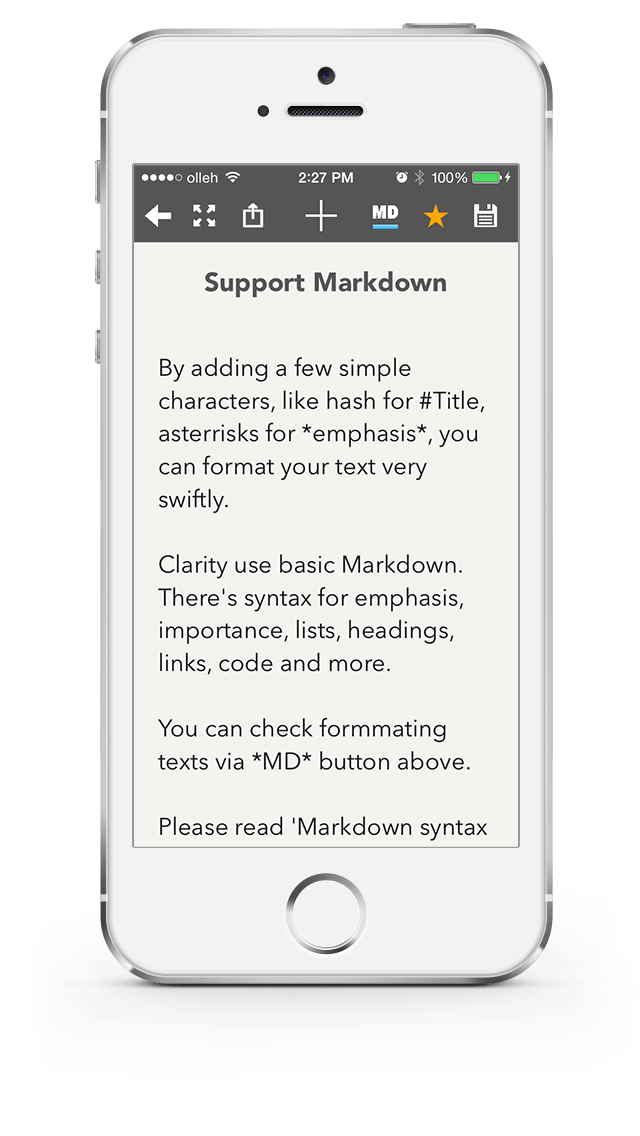 olleh 2:27 PM 100%
MD
Support Markdown
By adding a few simple
characters, like hash for #Title,
asterrisks for *emphasis*, you
can format your text very
swiftly.
Clarity use basic Markdown.
There's syntax for emphasis,
importance, lists, headings,
links, code and more.
You can check formmating
texts via *MD* button above.
Please read 'Markdown syntax